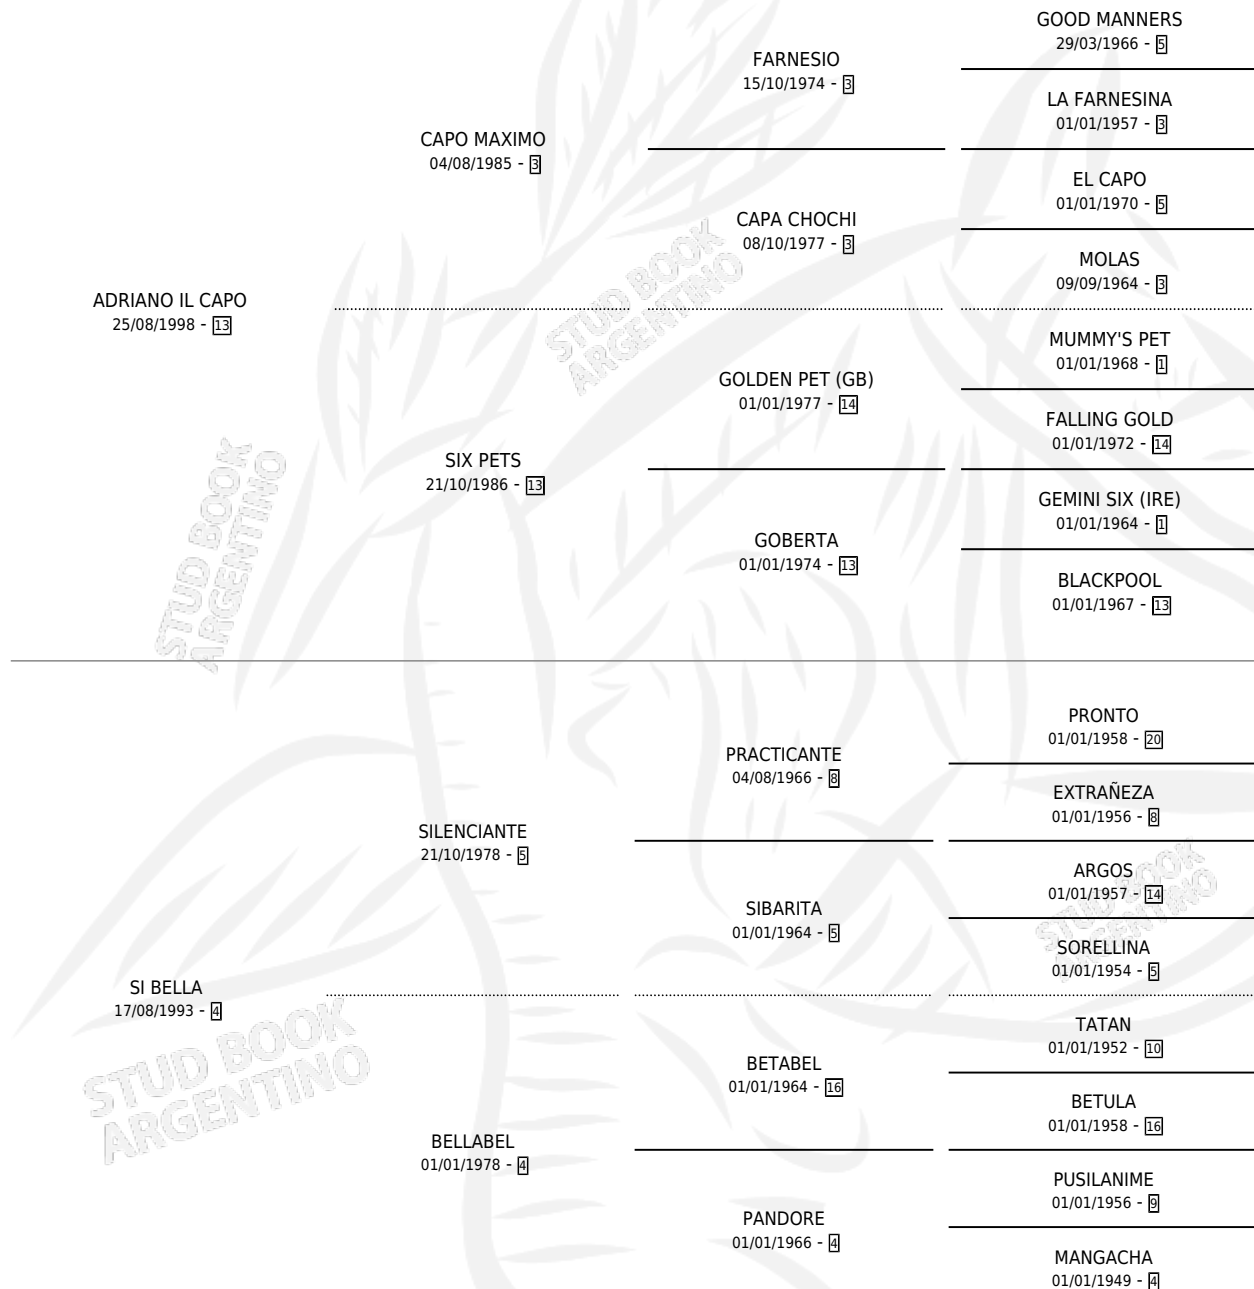 GOOD MANNERS
29/03/1966 - 5
FARNESIO
15/10/1974 - 3
LA FARNESINA
01/01/1957 - 3
CAPO MAXIMO
04/08/1985 - 3
EL CAPO
01/01/1970 - 5
CAPA CHOCHI
08/10/1977 - 3
MOLAS
09/09/1964 - 3
ADRIANO IL CAPO
25/08/1998 - 13
STUD BOOK
ARGENTINO
MUMMY'S PET
01/01/1968 - 1
GOLDEN PET (GB)
01/01/1977 - 14
FALLING GOLD
01/01/1972 - 14
SIX PETS
21/10/1986 - 13
GEMINI SIX (IRE)
01/01/1964 - 1
GOBERTA
01/01/1974 - 13
BLACKPOOL
01/01/1967 - 13
STUD BOOK
ARGENTINO
PRONTO
01/01/1958 - 20
PRACTICANTE
04/08/1966 - 8
EXTRAÑEZA
01/01/1956 - 8
SILENCIANTE
21/10/1978 - 5
ARGOS
01/01/1957 - 14
SIBARITA
01/01/1964 - 5
SORELLINA
01/01/1954 - 5
STUD BOOK
ARGENTINO
SI BELLA
17/08/1993 - 4
TATAN
01/01/1952 - 10
BETABEL
01/01/1964 - 16
BETULA
01/01/1958 - 16
STUD BOOK
ARGENTINO
BELLABEL
01/01/1978 - 4
PUSILANIME
01/01/1956 - 9
PANDORE
01/01/1966 - 4
MANGACHA
01/01/1949 - 4